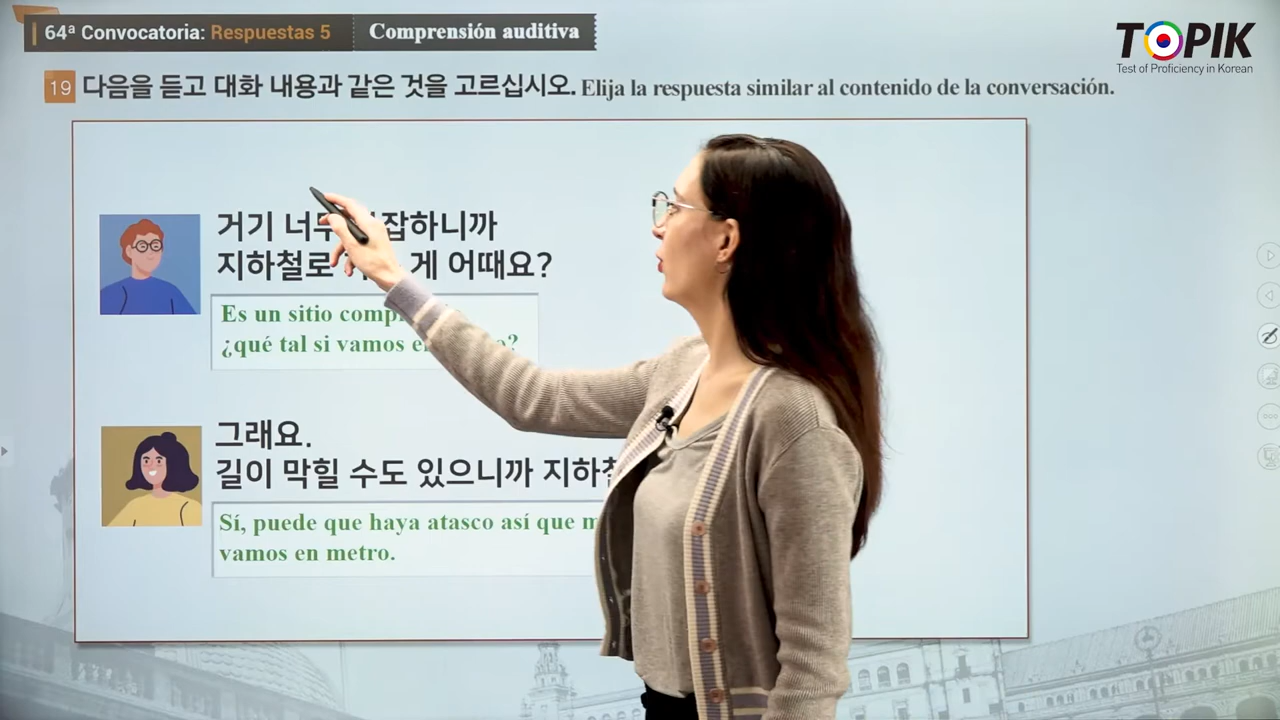 64ª Convocatoria: Respuestas 5 Comprensión auditiva
TOPIK
Test of Proficiency in Korean
19 다음을 듣고 대화 내용과 같은 것을 고르십시오. Elija la respuesta similar al contenido de la conversación.
거기 너무 하니까
지하철로 게 어때요?
Es un sitio
¿qué tal si vamos
그래요.
길이 막힐 수도 있으니까
Sí, puede que haya atasco así que
vamos en metro.